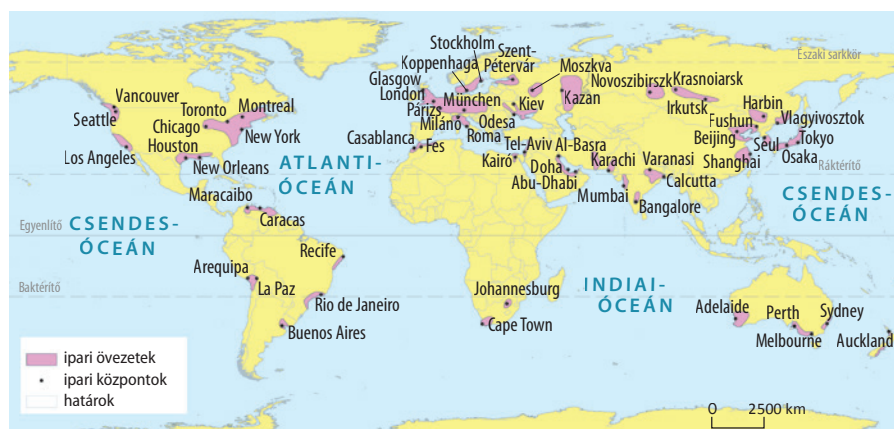 Északi sarkkör
Stockholm
Koppenhága
Szent-
Pétervár
Moszkva
Glasgow
London
Párizs
München
Milánó
Roma
Odesa
Kiev
Kazan
Novoszibirszk
Krasnoiarsk
Irkutsk
Harbin
Vlagyivosztok
Fushun
Beijing
Séul
Tokyo
Osaka
Shanghai
Vancouver
Seattle
Toronto
Montreal
Chicago
New York
Los Angeles
Houston
New Orleans
Casablanca
Fes
Tel-Aviv
Al-Basra
Kairó
Doha
Abu-Dhabi
Karachi
Varanasi
Calcutta
Mumbai
Bangalore
Ráktérítő
ATLANTI-
ÓCEÁN
Maracaibo
Caracas
Egyenlítő
CSENDES-
ÓCEÁN
CSENDES-
ÓCEÁN
Recife
Arequipa
La Paz
Baktérítő
Rio de Janeiro
Buenos Aires
Johannesburg
Cape Town
INDIAI-
ÓCEÁN
Adelaide
Perth
Sydney
Melbourne
Auckland
ipari övezetek
ipari központok
határok
0 2500 km